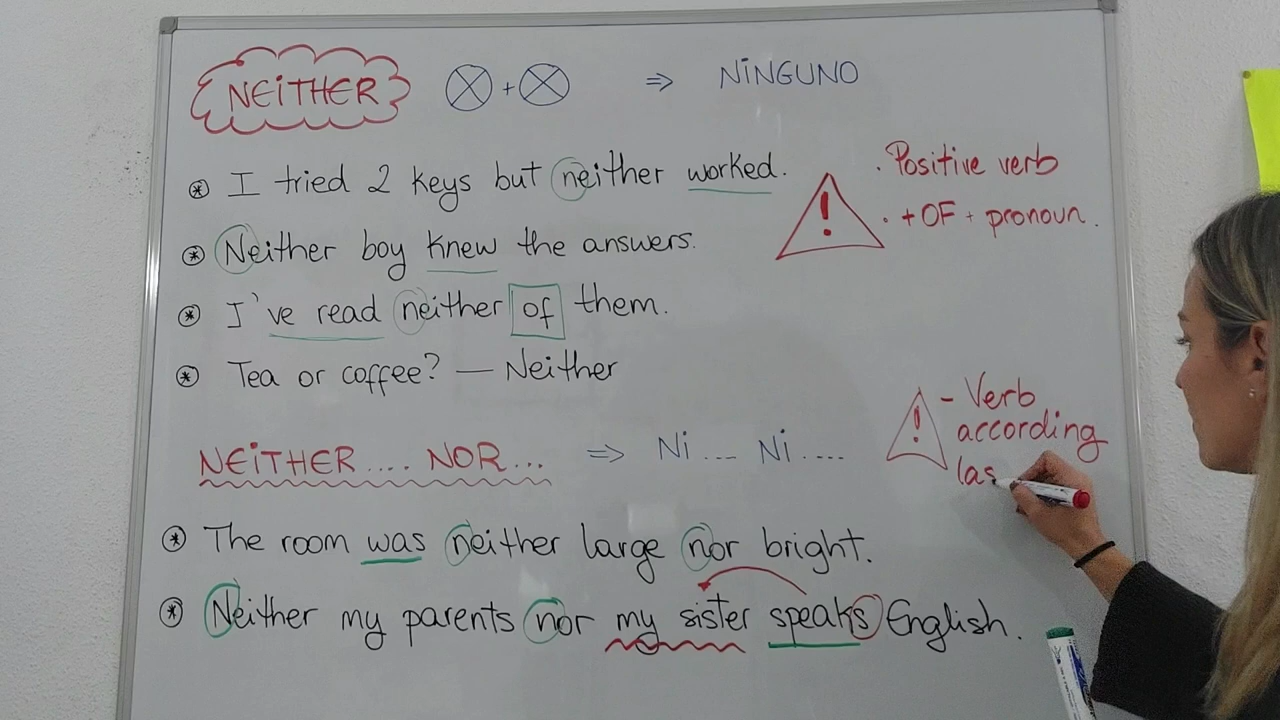 NEITHER ⊗ + ⊗ ⇒ NINGUNO
⊛ I tried 2 keys but neither worked.
⊛ Neither boy knew the answers.
⊛ I've read neither of them.
⊛ Tea or coffee? — Neither
! · Positive verb
· + OF + pronoun.
NEITHER .... NOR ... ⇒ Ni ... Ni ....
! - Verb
according
las
⊛ The room was neither large nor bright.
⊛ Neither my parents nor my sister speaks English.